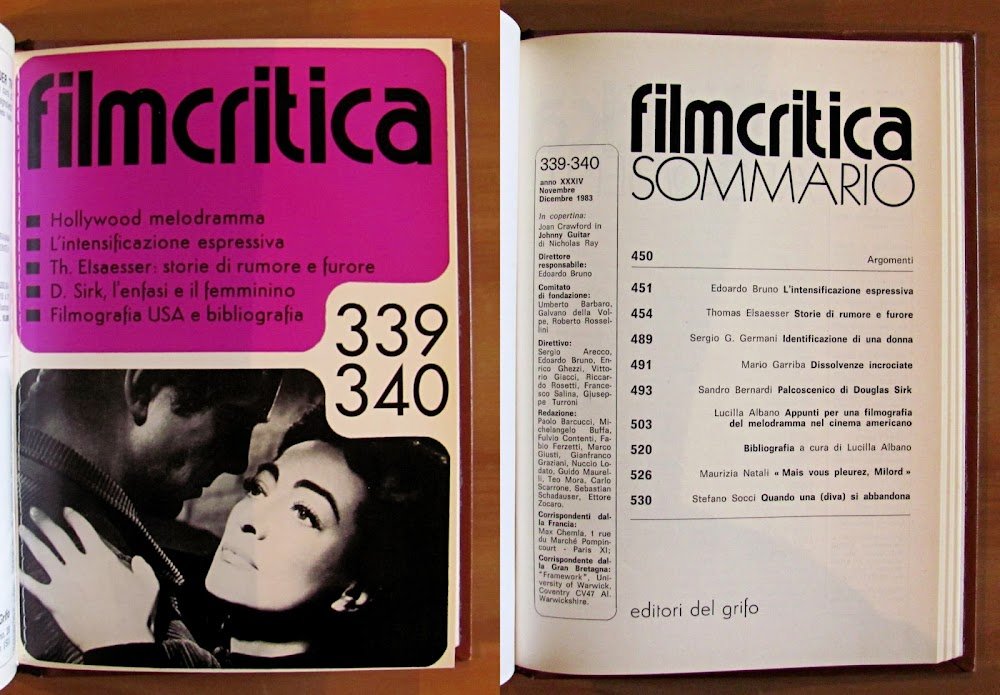 filmcritica
Hollywood melodramma
L'intensificazione espressiva
Th. Elsaesser: storie di rumore e furore
D. Sirk, l'enfasi e il femminino
Filmografia USA e bibliografia
339
340
filmcritica
SOMMARIO
339-340
anno XXXIV
Novembre
Dicembre 1983
In copertina:
Joan Crawford in
Johnny Guitar
di Nicholas Ray
Direttore
responsabile:
Edoardo Bruno
Comitato
di fondazione:
Umberto Barbaro,
Galvano della Vol-
pe, Roberto Rossel-
lini
Direttivo:
Sergio Arecco,
Edoardo Bruno, En-
rico Ghezzi, Vitto-
rio Giacci, Riccar-
do Rosetti, France-
sco Salina, Giusep-
pe Turroni
Redazione:
Paolo Barcucci, Mi-
chelangelo Buffa,
Fulvio Contenti, Fa-
bio Ferzetti, Marco
Giusti, Gianfranco
Graziani, Nuccio Lo-
dato, Guido Maurel-
li, Teo Mora, Carlo
Scarrone, Sebastian
Schadauser, Ettore
Zocaro.
Corrispondenti dal-
la Francia:
Max Chemla, 1 rue
du Marché Pompin-
court - Paris XI;
Corrispondente dal-
la Gran Bretagna:
"Framework", Uni-
versity of Warwick,
Coventry CV47 Al.
Warwickshire.
450 Argomenti
451 Edoardo Bruno L'intensificazione espressiva
454 Thomas Elsaesser Storie di rumore e furore
489 Sergio G. Germani Identificazione di una donna
491 Mario Garriba Dissolvenze incrociate
493 Sandro Bernardi Palcoscenico di Douglas Sirk
Lucilla Albano Appunti per una filmografia
503 del melodramma nel cinema americano
520 Bibliografia a cura di Lucilla Albano
526 Maurizia Natali « Mais vous pleurez, Milord »
530 Stefano Socci Quando una (diva) si abbandona
editori del grifo